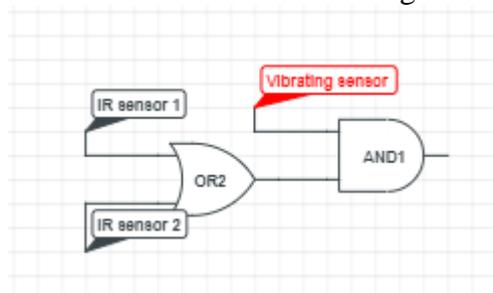 Vibrating sensor
IR sensor 1
AND1
OR2
IR sensor 2